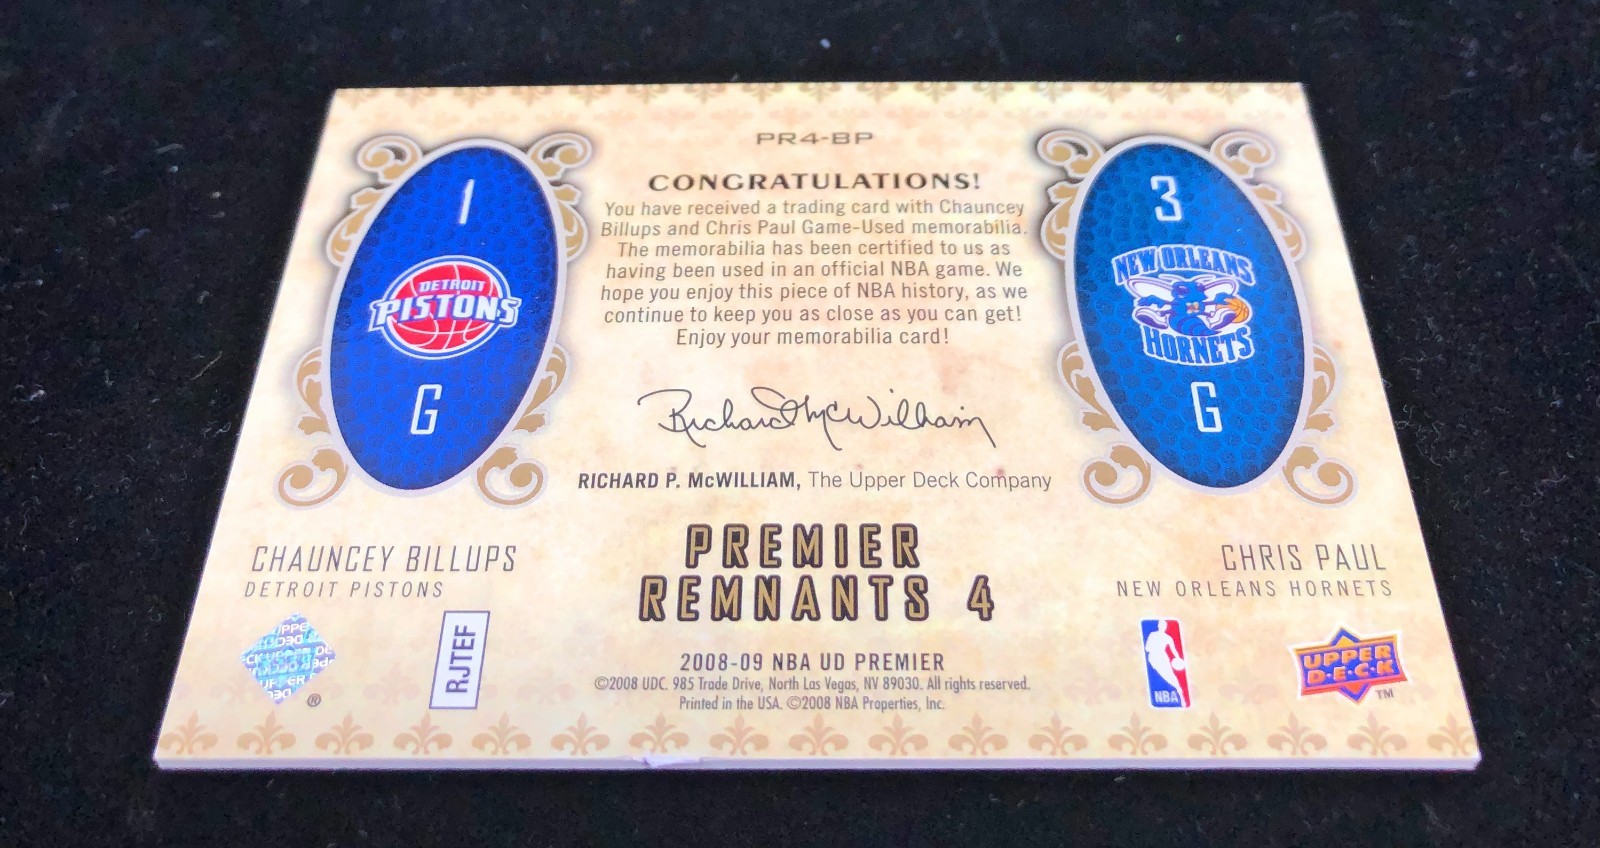 PR4-BP
CONGRATULATIONS!
You have received a trading card with Chauncey
Billups and Chris Paul Game-Used memorabilia.
The memorabilia has been certified to us as
having been used in an official NBA game. We
hope you enjoy this piece of NBA history, as we
continue to keep you as close as you can get!
Enjoy your memorabilia card!
1
DETROIT
PISTONS
G
3
NEW ORLEANS
HORNETS
G
Richard McWilliam
RICHARD P. McWILLIAM, The Upper Deck Company
CHAUNCEY BILLUPS
DETROIT PISTONS
CHRIS PAUL
NEW ORLEANS HORNETS
PREMIER
REMNANTS 4
RJTEF
®
2008-09 NBA UD PREMIER
©2008 UDC. 985 Trade Drive, North Las Vegas, NV 89030. All rights reserved.
Printed in the USA. ©2008 NBA Properties, Inc.
NBA
UPPER
D·E·C·K
TM